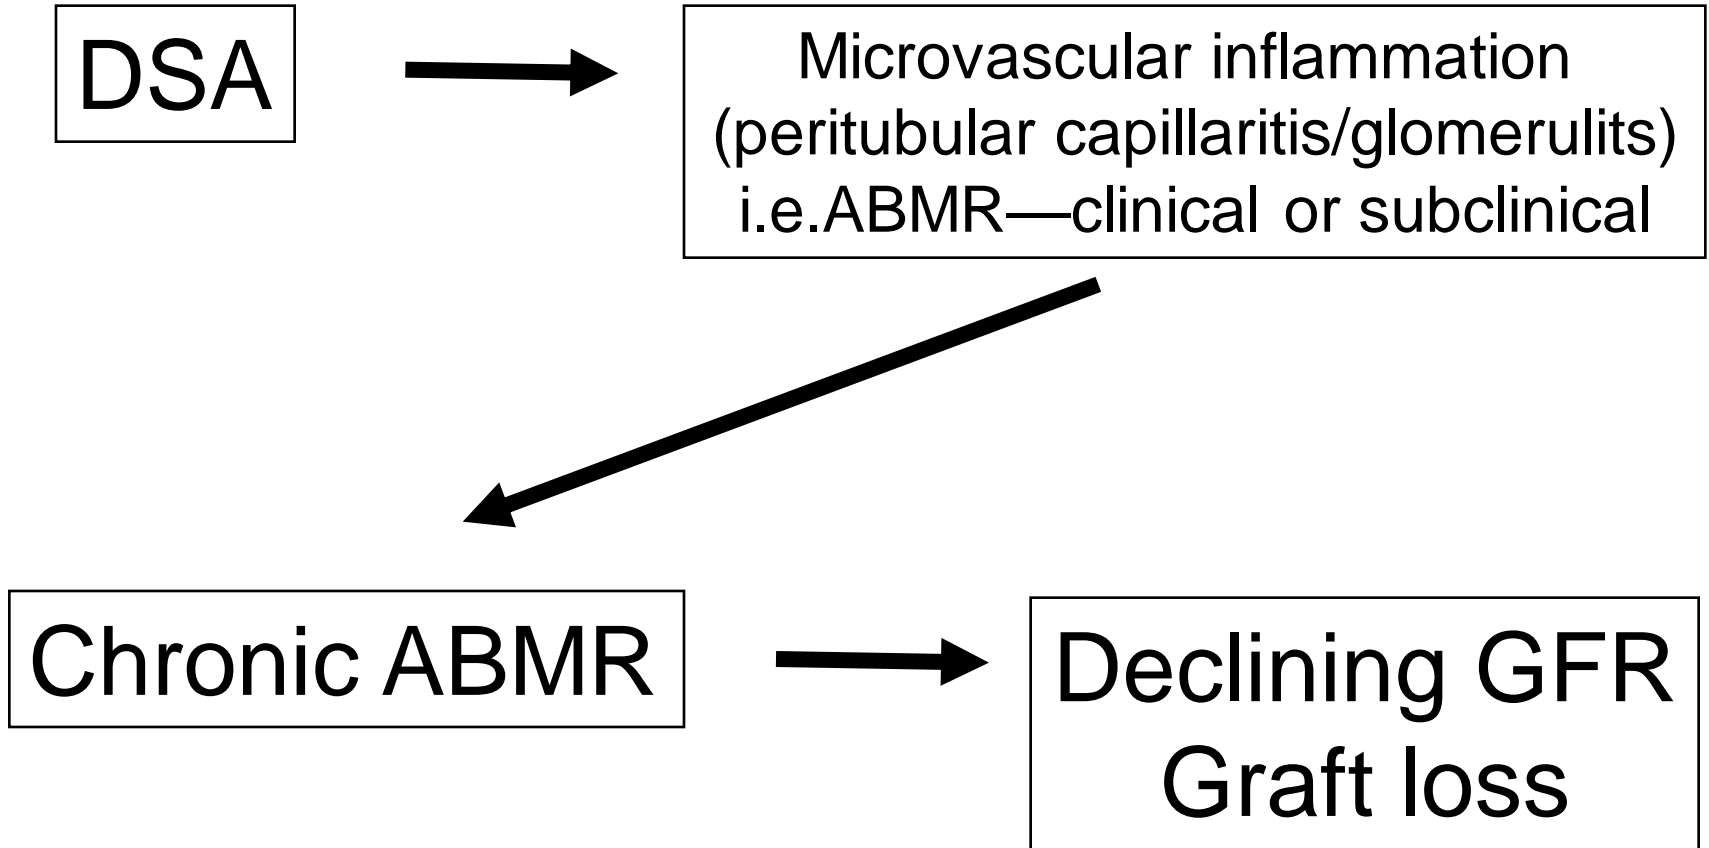 DSA
Microvascular inflammation
(peritubular capillaritis/glomerulits)
i.e.ABMR—clinical or subclinical
Chronic ABMR
Declining GFR
Graft loss